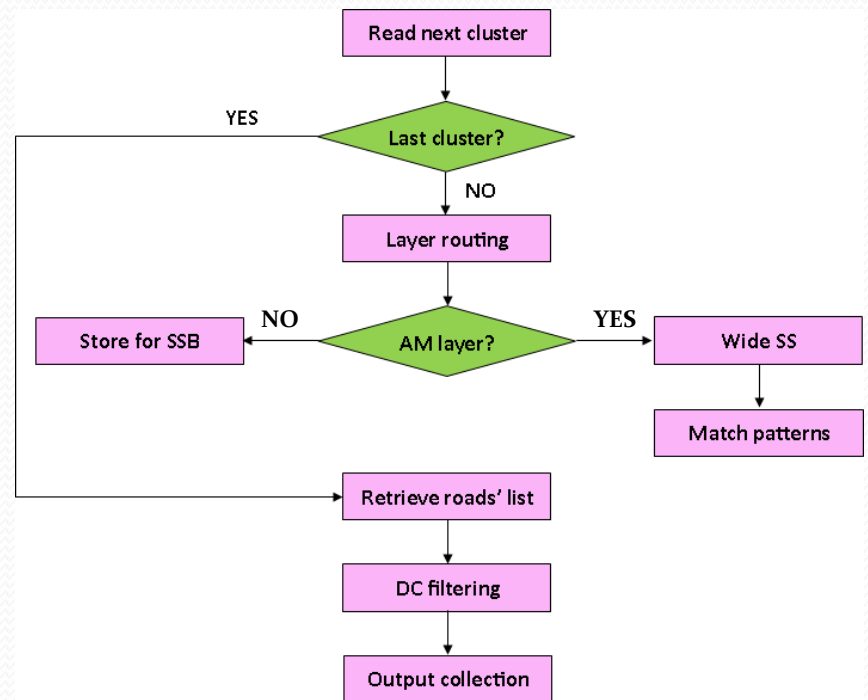 Read next cluster
YES
Last cluster?
NO
Layer routing
NO
YES
Store for SSB
AM layer?
Wide SS
Match patterns
Retrieve roads' list
DC filtering
Output collection